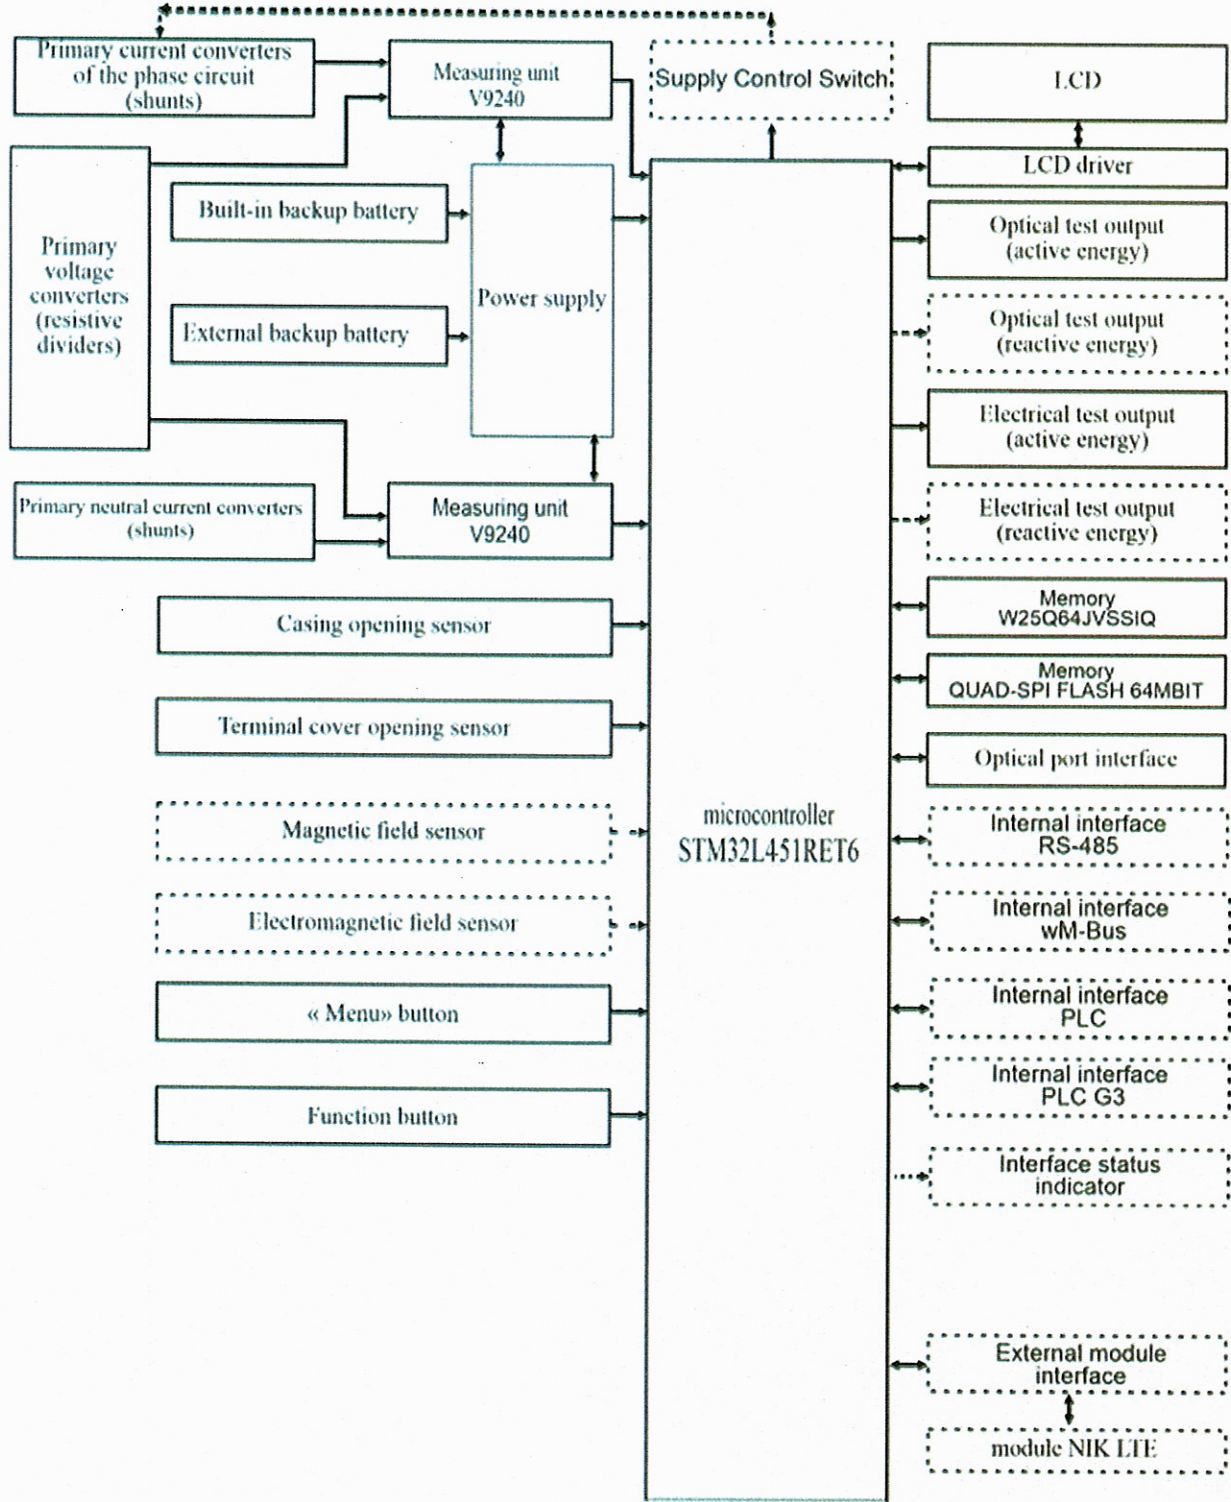 Primary current converters
of the phase circuit
(shunts)
Measuring unit
V9240
Supply Control Switch
LCD
LCD driver
Primary
voltage
converters
(resistive
dividers)
Built-in backup battery
External backup battery
Power supply
Optical test output
(active energy)
Optical test output
(reactive energy)
Electrical test output
(active energy)
Electrical test output
(reactive energy)
Primary neutral current converters
(shunts)
Measuring unit
V9240
Casing opening sensor
Terminal cover opening sensor
Magnetic field sensor
Electromagnetic field sensor
« Menu» button
Function button
microcontroller
STM32L451RET6
Memory
W25Q64JVSSIQ
Memory
QUAD-SPI FLASH 64MBIT
Optical port interface
Internal interface
RS-485
Internal interface
wM-Bus
Internal interface
PLC
Internal interface
PLC G3
Interface status
indicator
External module
interface
module NIK LTE